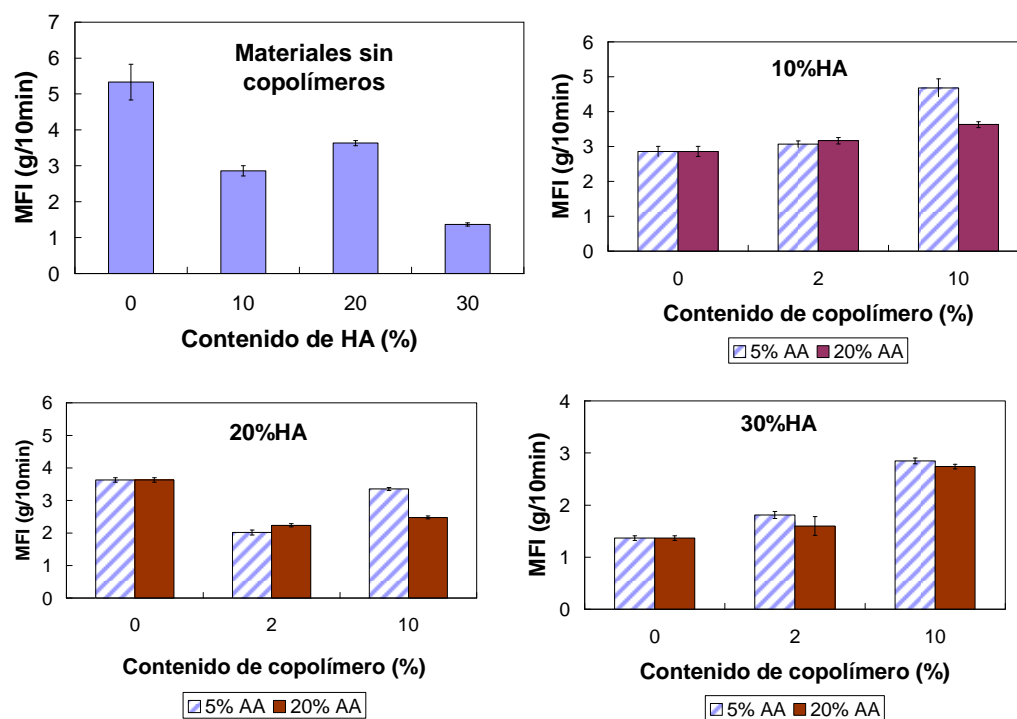 Materiales sin
copolímeros
MFI (g/10min)
7
6
5
4
3
2
1
0
0 10 20 30
Contenido de HA (%)
10%HA
MFI (g/10min)
6
5
4
3
2
1
0
0 2 10
Contenido de copolímero (%)
5% AA 20% AA
20%HA
MFI (g/10min)
6
5
4
3
2
1
0
0 2 10
Contenido de copolímero (%)
5% AA 20% AA
30%HA
MFI (g/10min)
4
3
2
1
0
0 2 10
Contenido de copolímero (%)
5% AA 20% AA